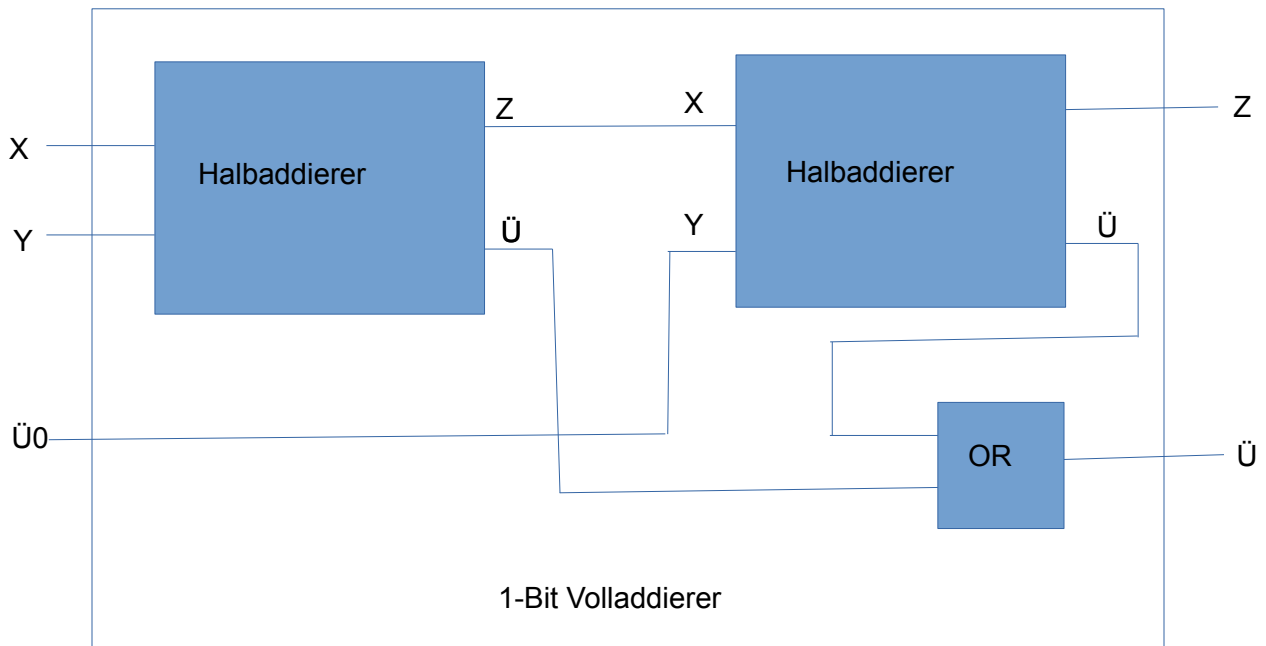 X
Y
Ü0
Halbaddierer
Z
Ü
X
Y
Halbaddierer
Ü
OR
Z
Ü
1-Bit Volladdierer